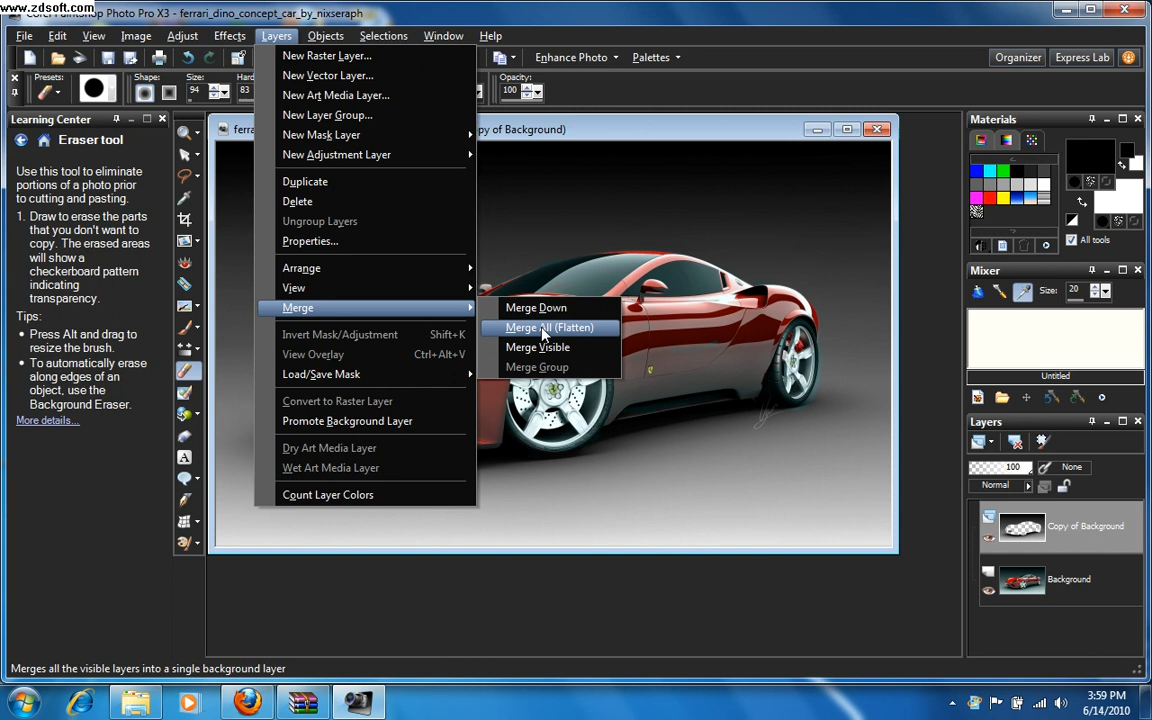 www.zdsoft.com
Corel PaintShop Photo Pro X3 - ferrari_dino_concept_car_by_nixseraph
File Edit View Image Adjust Effects Layers Objects Selections Window Help
Enhance Photo Palettes Organizer Express Lab
Presets: Shape: Size: Hard Opacity:
94 83 100
Learning Center
Eraser tool
Use this tool to eliminate
portions of a photo prior
to cutting and pasting.
1. Draw to erase the parts
that you don't want to
copy. The erased areas
will show a
checkerboard pattern
indicating
transparency.
Tips:
• Press Alt and drag to
resize the brush.
• To automatically erase
along edges of an
object, use the
Background Eraser.
More details...
New Raster Layer...
New Vector Layer...
New Art Media Layer...
New Layer Group...
New Mask Layer
New Adjustment Layer
Duplicate
Delete
Ungroup Layers
Properties...
Arrange
View
Merge
Invert Mask/Adjustment Shift+K
View Overlay Ctrl+Alt+V
Load/Save Mask
Convert to Raster Layer
Promote Background Layer
Dry Art Media Layer
Wet Art Media Layer
Count Layer Colors
Merge Down
Merge All (Flatten)
Merge Visible
Merge Group
ferra
py of Background)
Materials
All tools
Mixer
Size: 20
Untitled
Layers
100 None
Normal
Copy of Background
Background
Merges all the visible layers into a single background layer
3:59 PM
6/14/2010